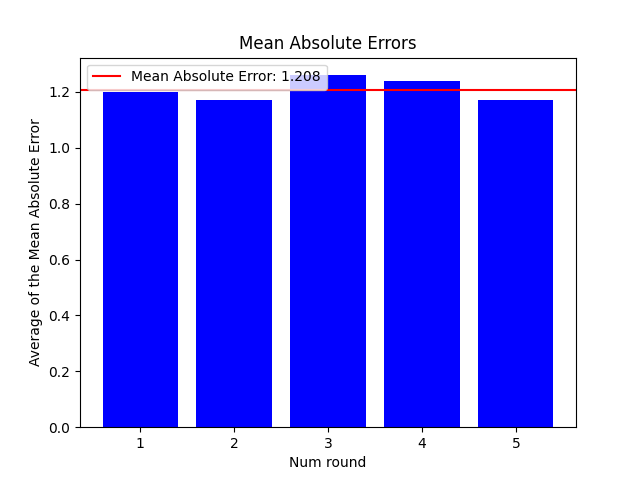 Mean Absolute Errors
Mean Absolute Error: 1.208
Average of the Mean Absolute Error
1.2
1.0
0.8
0.6
0.4
0.2
0.0
1 2 3 4 5
Num round